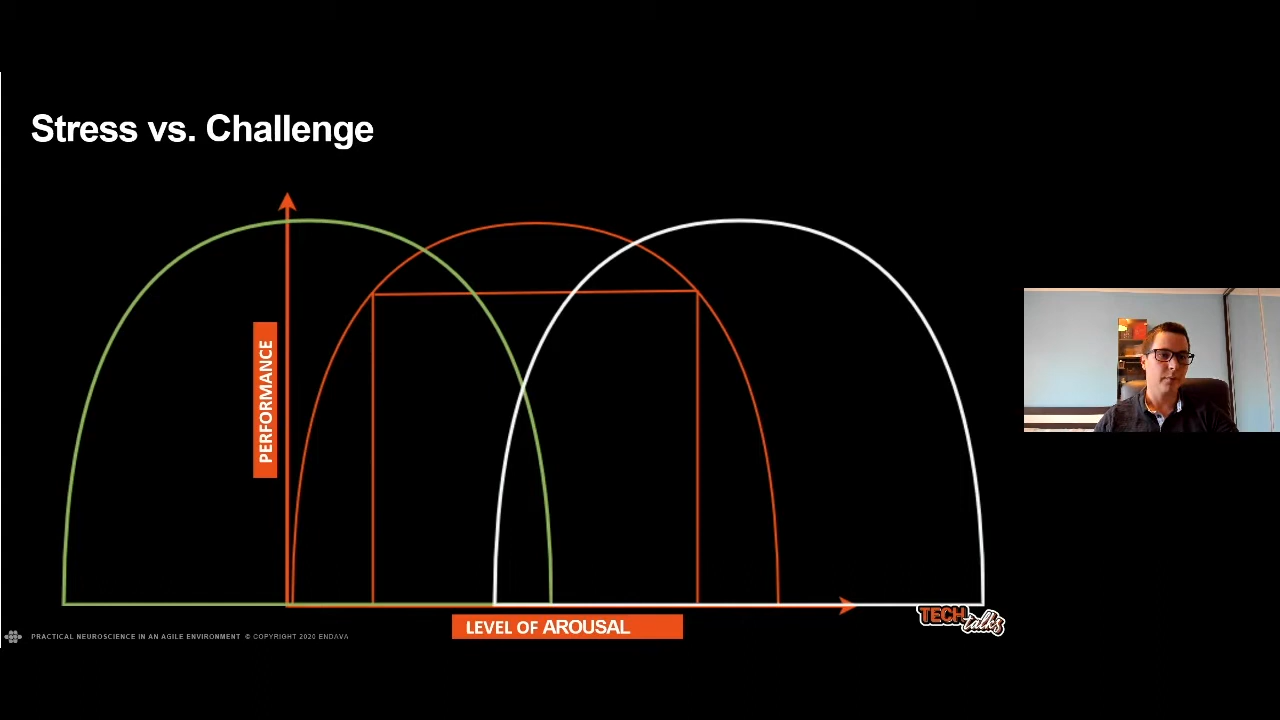 Stress vs. Challenge
PERFORMANCE
LEVEL OF AROUSAL
TECH
talks
PRACTICAL NEUROSCIENCE IN AN AGILE ENVIRONMENT © COPYRIGHT 2020 ENDAVA